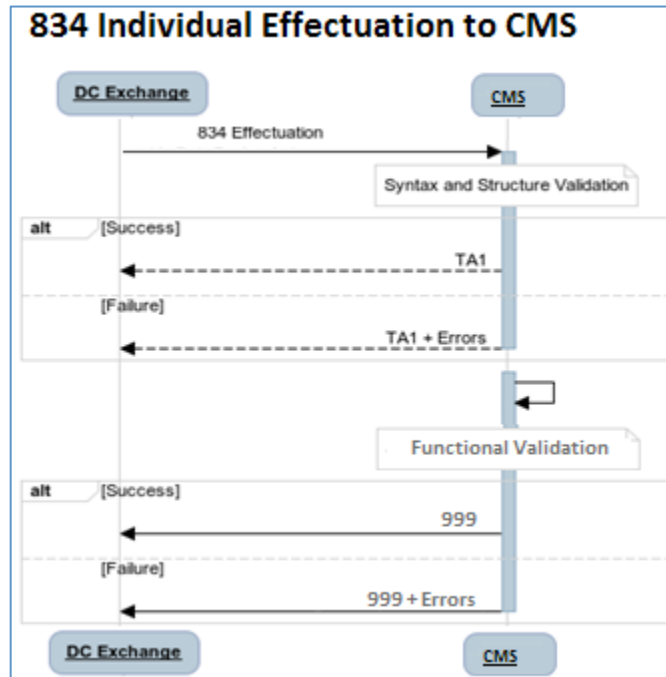 834 Individual Effectuation to CMS
DC Exchange
CMS
834 Effectuation
Syntax and Structure Validation
alt
[Success]
TA1
[Failure]
TA1 + Errors
Functional Validation
alt
[Success]
999
[Failure]
999 + Errors
DC Exchange
CMS